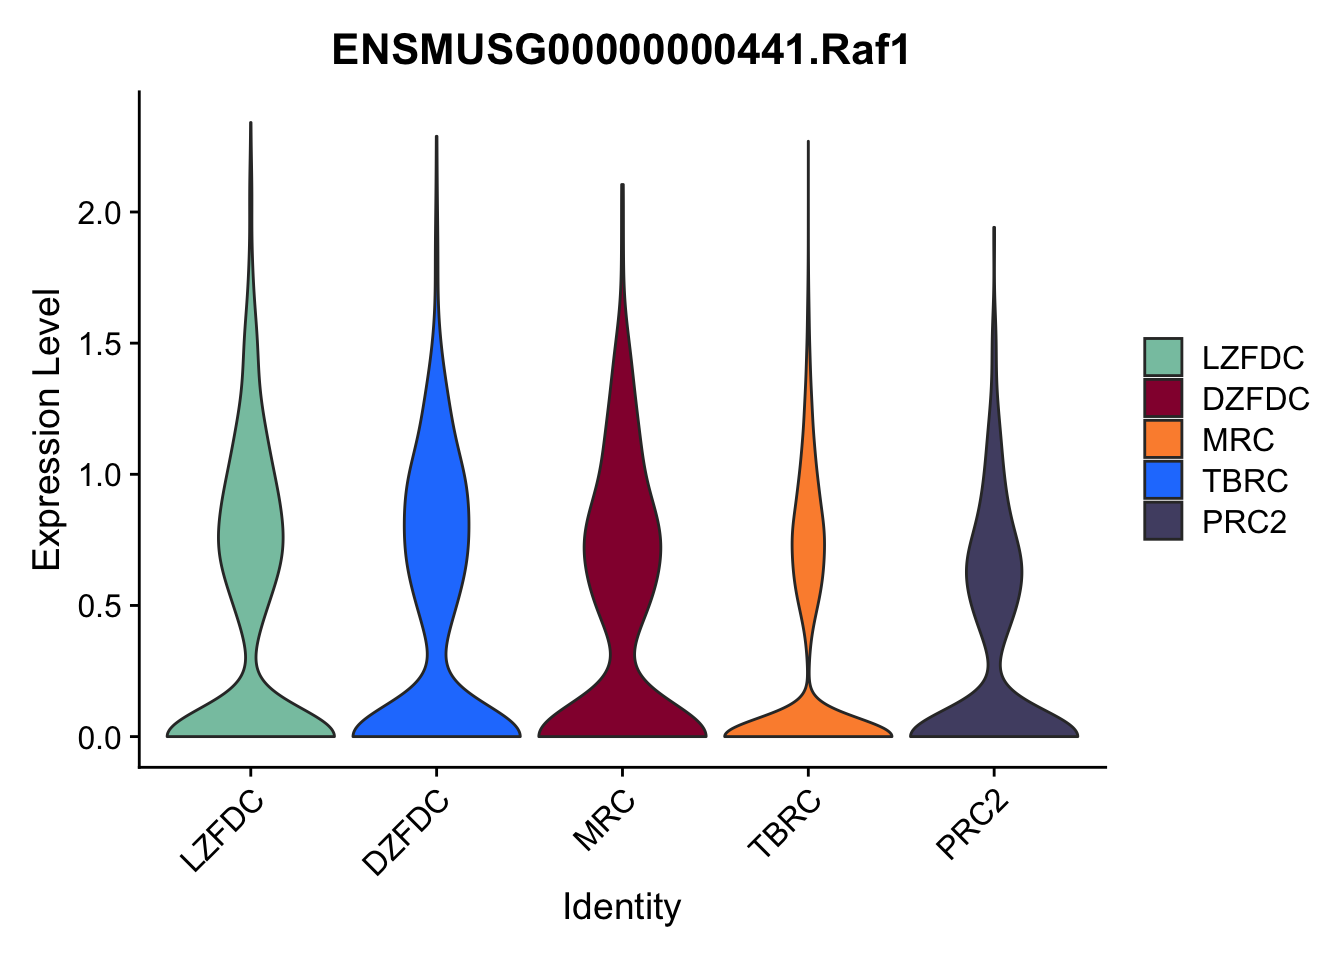 ENSMUSG00000000441.Raf1
Expression Level
2.0
1.5
1.0
0.5
0.0
LZFDC
DZFDC
MRC
TBRC
PRC2
Identity
LZFDC
DZFDC
MRC
TBRC
PRC2